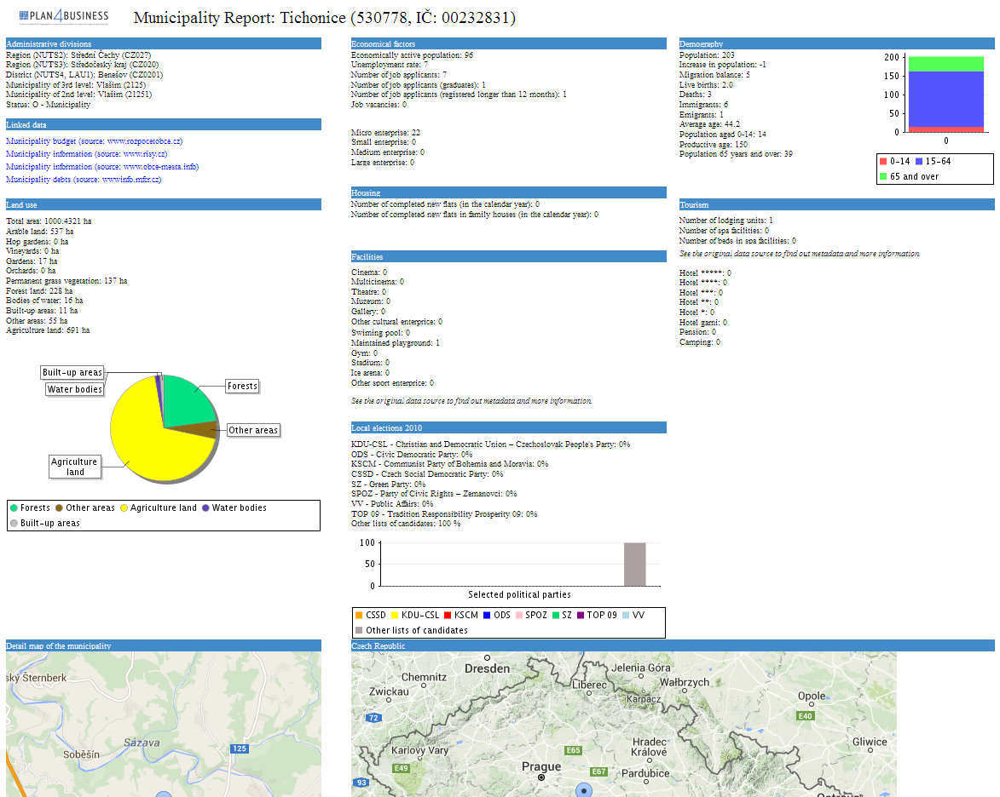 PLAN4BUSINESS
Municipality Report: Tichonice (530778, IČ: 00232831)
Administrative divisions
Region (NUTS2): Střední Čechy (CZ02?)
Region (NUTS3): Středočeský kraj (CZ020)
District (NUTS4, LAU1): Benešov (CZ0201)
Municipality of 3rd level: Vlašim (2125)
Municipality of 2nd level: Vlašim (21251)
Status: O - Municipality
Linked data
Municipality budget (source: www.rozpocetobce.cz)
Municipality information (source: www.risy.cz)
Municipality information (source: www.obce-mesta.info)
Municipality debts (source: wwwinfo.mfcr.cz)
Land use
Total area: 1000.4321 ha
Arable land: 537 ha
Hop gardens: 0 ha
Vineyards: 0 ha
Gardens: 17 ha
Orchards: 0 ha
Permanent grass vegetation: 137 ha
Forest land: 228 ha
Bodies of water: 16 ha
Built-up areas: 11 ha
Other areas: 55 ha
Agriculture land: 691 ha
Built-up areas
Water bodies
Forests
Other areas
Agriculture
land
Forests Other areas Agriculture land Water bodies
Built-up areas
Economical factors
Economically active population: 96
Unemployment rate: 7
Number of job applicants: 7
Number of job applicants (graduates): 1
Number of job applicants (registered longer than 12 months): 1
Job vacancies: 0
Micro enterprise: 22
Small enterprise: 0
Medium enterprise: 0
Large enterprise: 0
Housing
Number of completed new flats (in the calendar year): 0
Number of completed new flats in family houses (in the calendar year): 0
Facilities
Cinema: 0
Multicinema: 0
Theatre: 0
Muzeum: 0
Gallery: 0
Other cultural enterprice: 0
Swiming pool: 0
Maintained playground: 1
Gym: 0
Stadium: 0
Ice arena: 0
Other sport enterprice: 0
See the original data source to find out metadata and more information.
Local elections 2010
KDU-CSL - Christian and Democratic Union – Czechoslovak People's Party: 0%
ODS - Civic Democratic Party: 0%
KSCM - Communist Party of Bohemia and Moravia: 0%
CSSD - Czech Social Democratic Party: 0%
SZ - Green Party: 0%
SPOZ - Party of Civic Rights – Zemanovci: 0%
VV - Public Affairs: 0%
TOP 09 - Tradition Responsibility Prosperity 09: 0%
Other lists of candidates: 100 %
100
50
0
Selected political parties
CSSD KDU-CSL KSCM ODS SPOZ SZ TOP 09 VV
Other lists of candidates
Demography
Population: 203
Increase in population: -1
Migration balance: 5
Live births: 2.0
Deaths: 3
Immigrants: 6
Emigrants: 1
Average age: 44.2
Population aged 0-14: 14
Productive age: 150
Population 65 years and over: 39
200
150
100
50
0
0
0-14 15-64
65 and over
Tourism
Number of lodging units: 1
Number of spa facilities: 0
Number of beds in spa facilities: 0
See the original data source to find out metadata and more information.
Hotel *****: 0
Hotel ****: 0
Hotel ***: 0
Hotel **: 0
Hotel *: 0
Hotel garni: 0
Pension: 0
Camping: 0
Detail map of the municipality
ský Šternberk
Sázava
Soběšín
125
Czech Republic
Dresden
Chemnitz
Zwickau
Jelenia Góra
Liberec
Wałbrzych
Karpacz
Opole
72
E40
Hradec
Králové
Gliwice
Karlovy Vary
E65
E49
Prague
E67
Pardubice
93
Ostrava